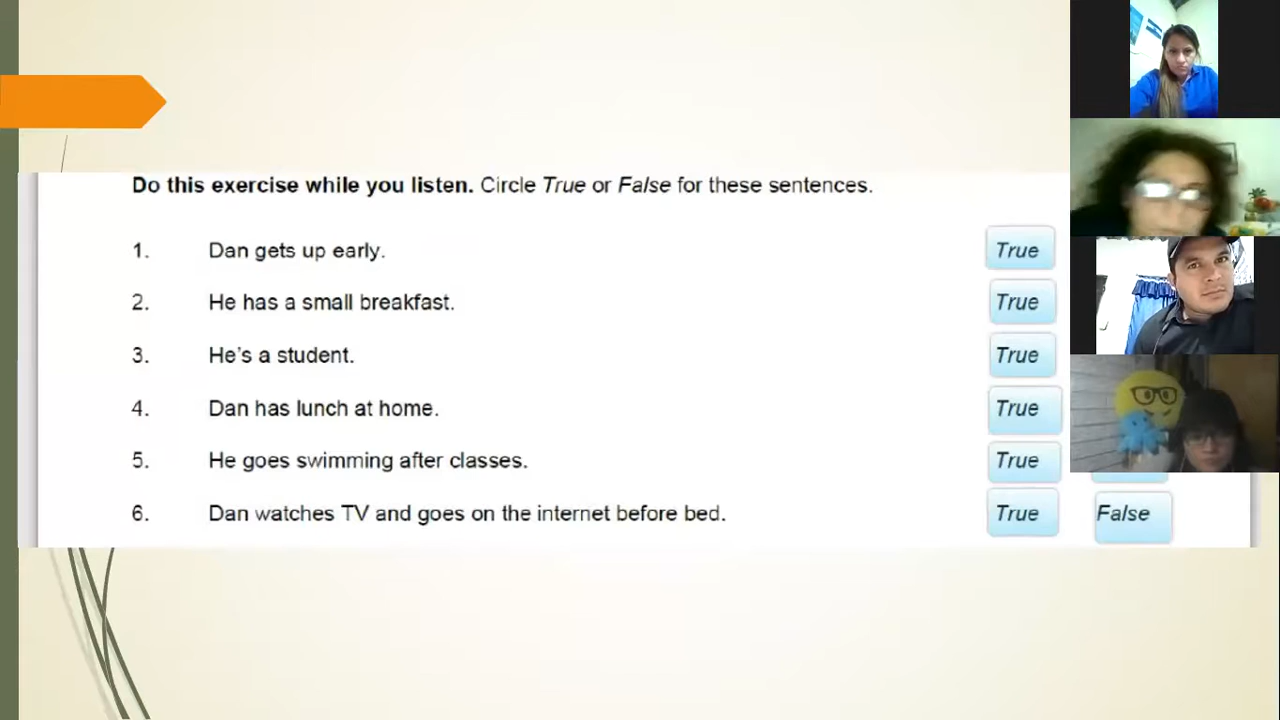 Do this exercise while you listen. Circle True or False for these sentences.
1. Dan gets up early. True
2. He has a small breakfast. True
3. He's a student. True
4. Dan has lunch at home. True
5. He goes swimming after classes. True
6. Dan watches TV and goes on the internet before bed. True False